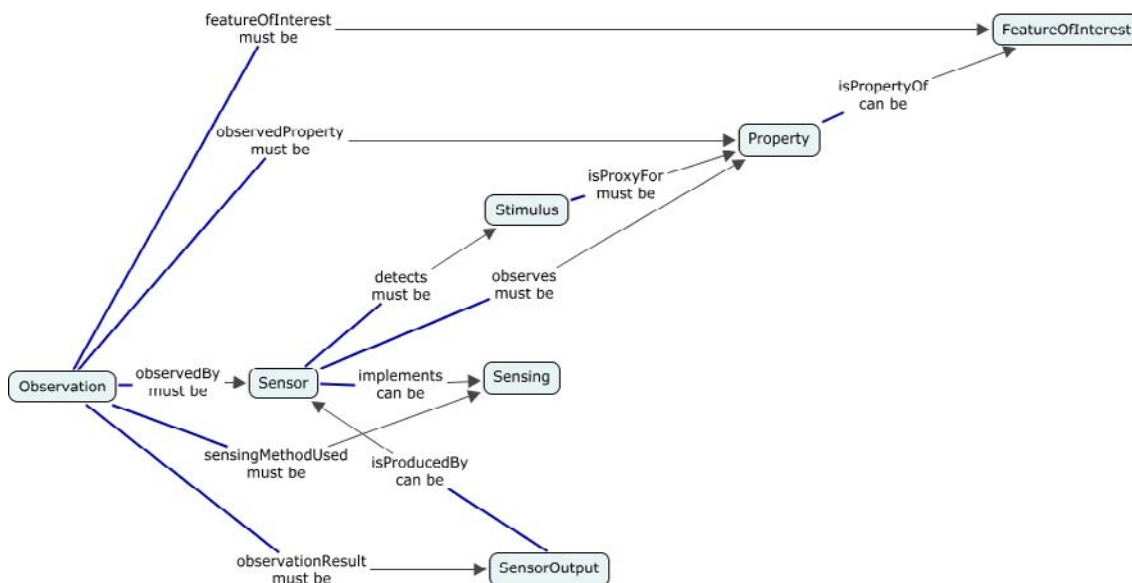 featureOfInterest
must be
FeatureOfInterest
isPropertyOf
can be
observedProperty
must be
Property
isProxyFor
must be
Stimulus
detects
must be
observes
must be
Observation
observedBy
must be
Sensor
implements
can be
Sensing
sensingMethodUsed
must be
isProducedBy
can be
observationResult
must be
SensorOutput